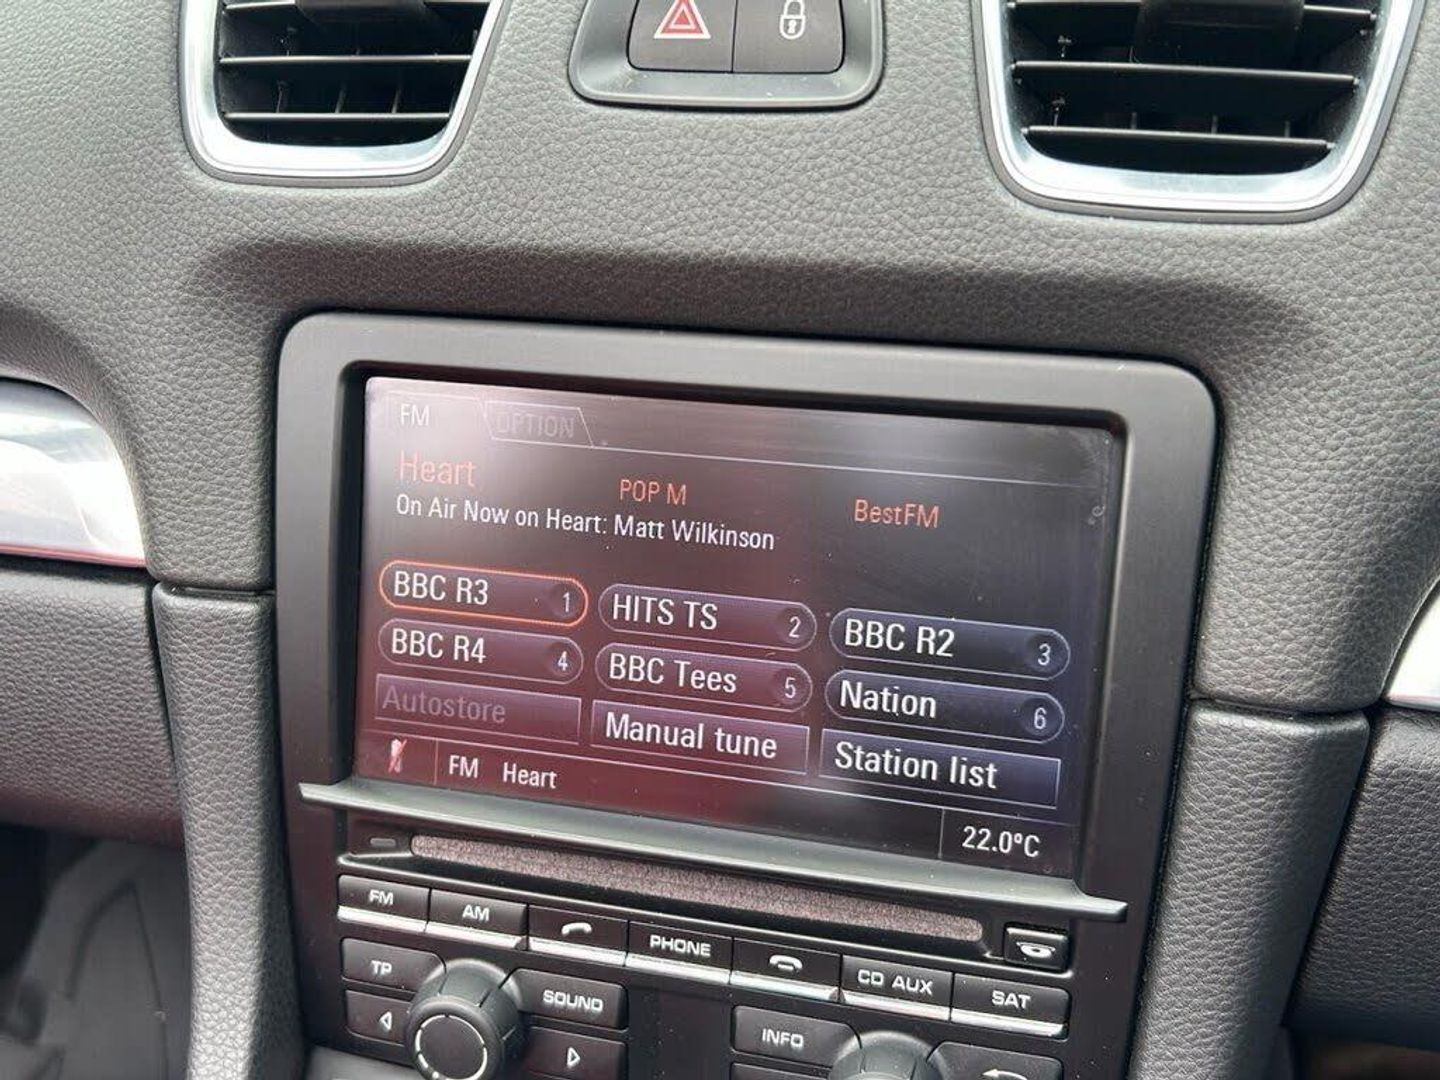 FM OPTION
Heart POP M BestFM
On Air Now on Heart: Matt Wilkinson
BBC R3 1 HITS TS 2 BBC R2 3
BBC R4 4 BBC Tees 5 Nation 6
Autostore Manual tune Station list
FM Heart
22.0°C
FM AM PHONE CD AUX SAT
TP SOUND INFO